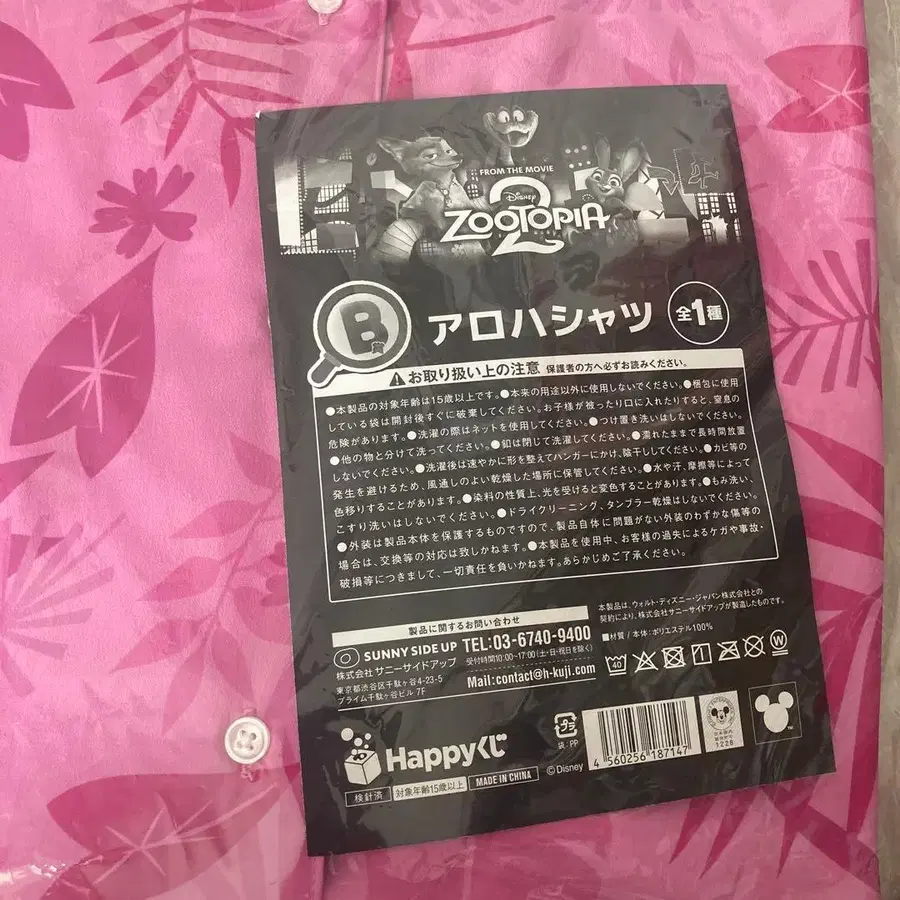 FROM THE MOVIE
Disney
ZOOTOPIA
2
B
アロハシャツ
全1種
お取り扱い上の注意 保護者の方へ必ずお読みください。
●本製品の対象年齢は15歳以上です。●本来の用途以外に使用しないでください。●梱包に使用
している袋は開封後すぐに破棄してください。お子様が被ったり口に入れたりすると、窒息の
危険があります。●洗濯の際はネットを使用してください。●つけ置き洗いはしないでください。
●他の物と分けて洗ってください。●釦は閉じて洗濯してください。●濡れたままで長時間放置
しないでください。●洗濯後は速やかに形を整えてハンガーにかけ、陰干ししてください。●カビ等の
発生を避けるため、風通しのよい乾燥した場所に保管してください。●水や汗、摩擦等によって
色移りすることがあります。●染料の性質上、光を受けると変色することがあります。●もみ洗い、
こすり洗いはしないでください。●ドライクリーニング、タンブラー乾燥はしないでください。
●外装は製品本体を保護するものですので、製品自体に問題がない外装のわずかな傷等の
場合は、交換等の対応は致しかねます。●本製品を使用中、お客様の過失によるケガや事故・
破損等につきまして、一切責任を負いかねます。あらかじめご了承ください。
製品に関するお問い合わせ
SUNNY SIDE UP TEL:03-6740-9400
株式会社 サニーサイドアップ 受付時間10:00~17:00(土・日・祝日を除く)
東京都渋谷区千駄ヶ谷4-23-5
プライム千駄ヶ谷ビル 7F
Mail:contact@h-kuji.com
本製品は、ウォルト・ディズニー・ジャパン株式会社との
契約により、株式会社サニーサイドアップが製造したものです。
■材質 / 本体:ポリエステル100%
40
W
Happyくじ
検針済
対象年齢15歳以上
MADE IN CHINA
プラ
袋:PP
©Disney
4 560256 187147
1228